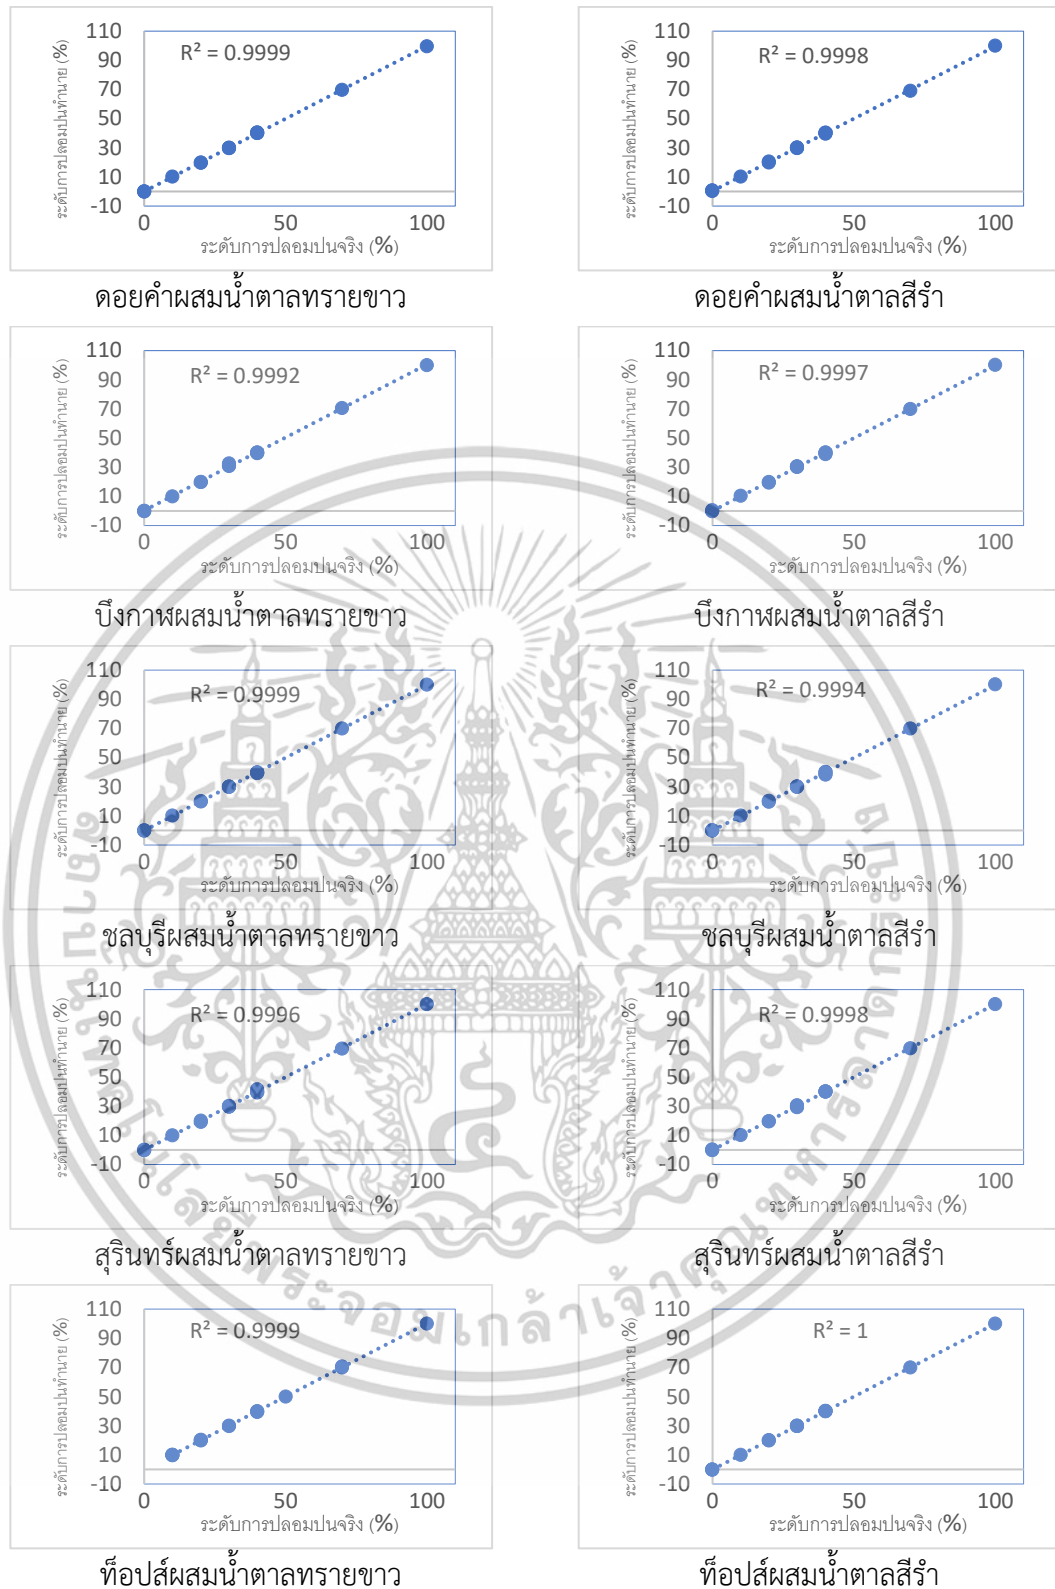 110
90
70
50
30
10
-10
R² = 0.9999
ระดับการปลอมปนทำนาย (%)
0 50 100
ระดับการปลอมปนจริง (%)
ดอยคำผสมน้ำตาลทรายขาว
110
90
70
50
30
10
-10
R² = 0.9998
ระดับการปลอมปนทำนาย (%)
0 50 100
ระดับการปลอมปนจริง (%)
ดอยคำผสมน้ำตาลสีรำ
110
90
70
50
30
10
-10
R² = 0.9992
ระดับการปลอมปนทำนาย (%)
0 50 100
ระดับการปลอมปนจริง (%)
บึงกาฬผสมน้ำตาลทรายขาว
110
90
70
50
30
10
-10
R² = 0.9997
ระดับการปลอมปนทำนาย (%)
0 50 100
ระดับการปลอมปนจริง (%)
บึงกาฬผสมน้ำตาลสีรำ
110
90
70
50
30
10
-10
R² = 0.9999
ระดับการปลอมปนทำนาย (%)
0 50 100
ระดับการปลอมปนจริง (%)
ชลบุรีผสมน้ำตาลทรายขาว
110
90
70
50
30
10
-10
R² = 0.9994
ระดับการปลอมปนทำนาย (%)
0 50 100
ระดับการปลอมปนจริง (%)
ชลบุรีผสมน้ำตาลสีรำ
110
90
70
50
30
10
-10
R² = 0.9996
ระดับการปลอมปนทำนาย (%)
0 50 100
ระดับการปลอมปนจริง (%)
สุรินทร์ผสมน้ำตาลทรายขาว
110
90
70
50
30
10
-10
R² = 0.9998
ระดับการปลอมปนทำนาย (%)
0 50 100
ระดับการปลอมปนจริง (%)
สุรินทร์ผสมน้ำตาลสีรำ
110
90
70
50
30
10
-10
R² = 0.9999
ระดับการปลอมปนทำนาย (%)
0 50 100
ระดับการปลอมปนจริง (%)
ท็อปส์ผสมน้ำตาลทรายขาว
110
90
70
50
30
10
-10
R² = 1
ระดับการปลอมปนทำนาย (%)
0 50 100
ระดับการปลอมปนจริง (%)
ท็อปส์ผสมน้ำตาลสีรำ
สถาบันเทคโนโลยีพระจอมเกล้าเจ้าคุณทหารลาดกระบัง